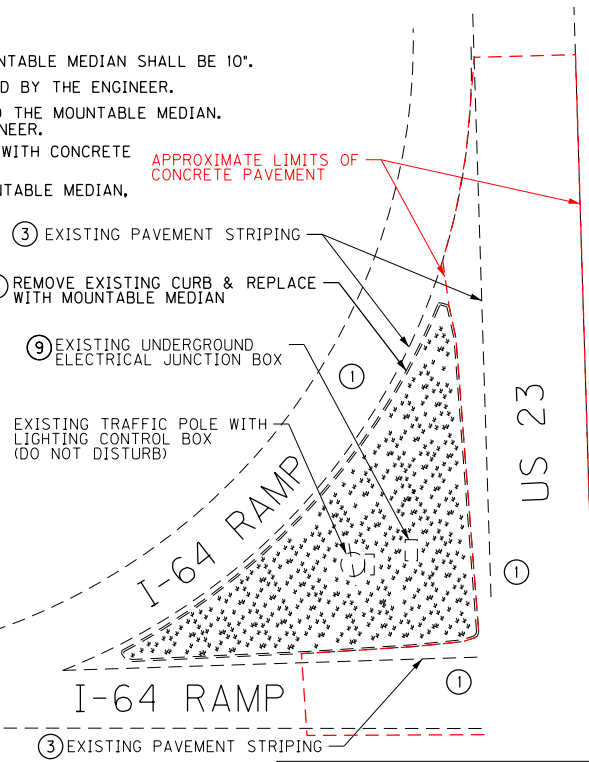 NTABLE MEDIAN SHALL BE 10".
D BY THE ENGINEER.
O THE MOUNTABLE MEDIAN.
NEER.
WITH CONCRETE
NTABLE MEDIAN,
APPROXIMATE LIMITS OF
CONCRETE PAVEMENT
3 EXISTING PAVEMENT STRIPING
REMOVE EXISTING CURB & REPLACE
WITH MOUNTABLE MEDIAN
9 EXISTING UNDERGROUND
ELECTRICAL JUNCTION BOX
1
EXISTING TRAFFIC POLE WITH
LIGHTING CONTROL BOX
(DO NOT DISTURB)
US 23
I-64 RAMP
1
I-64 RAMP
1
3 EXISTING PAVEMENT STRIPING